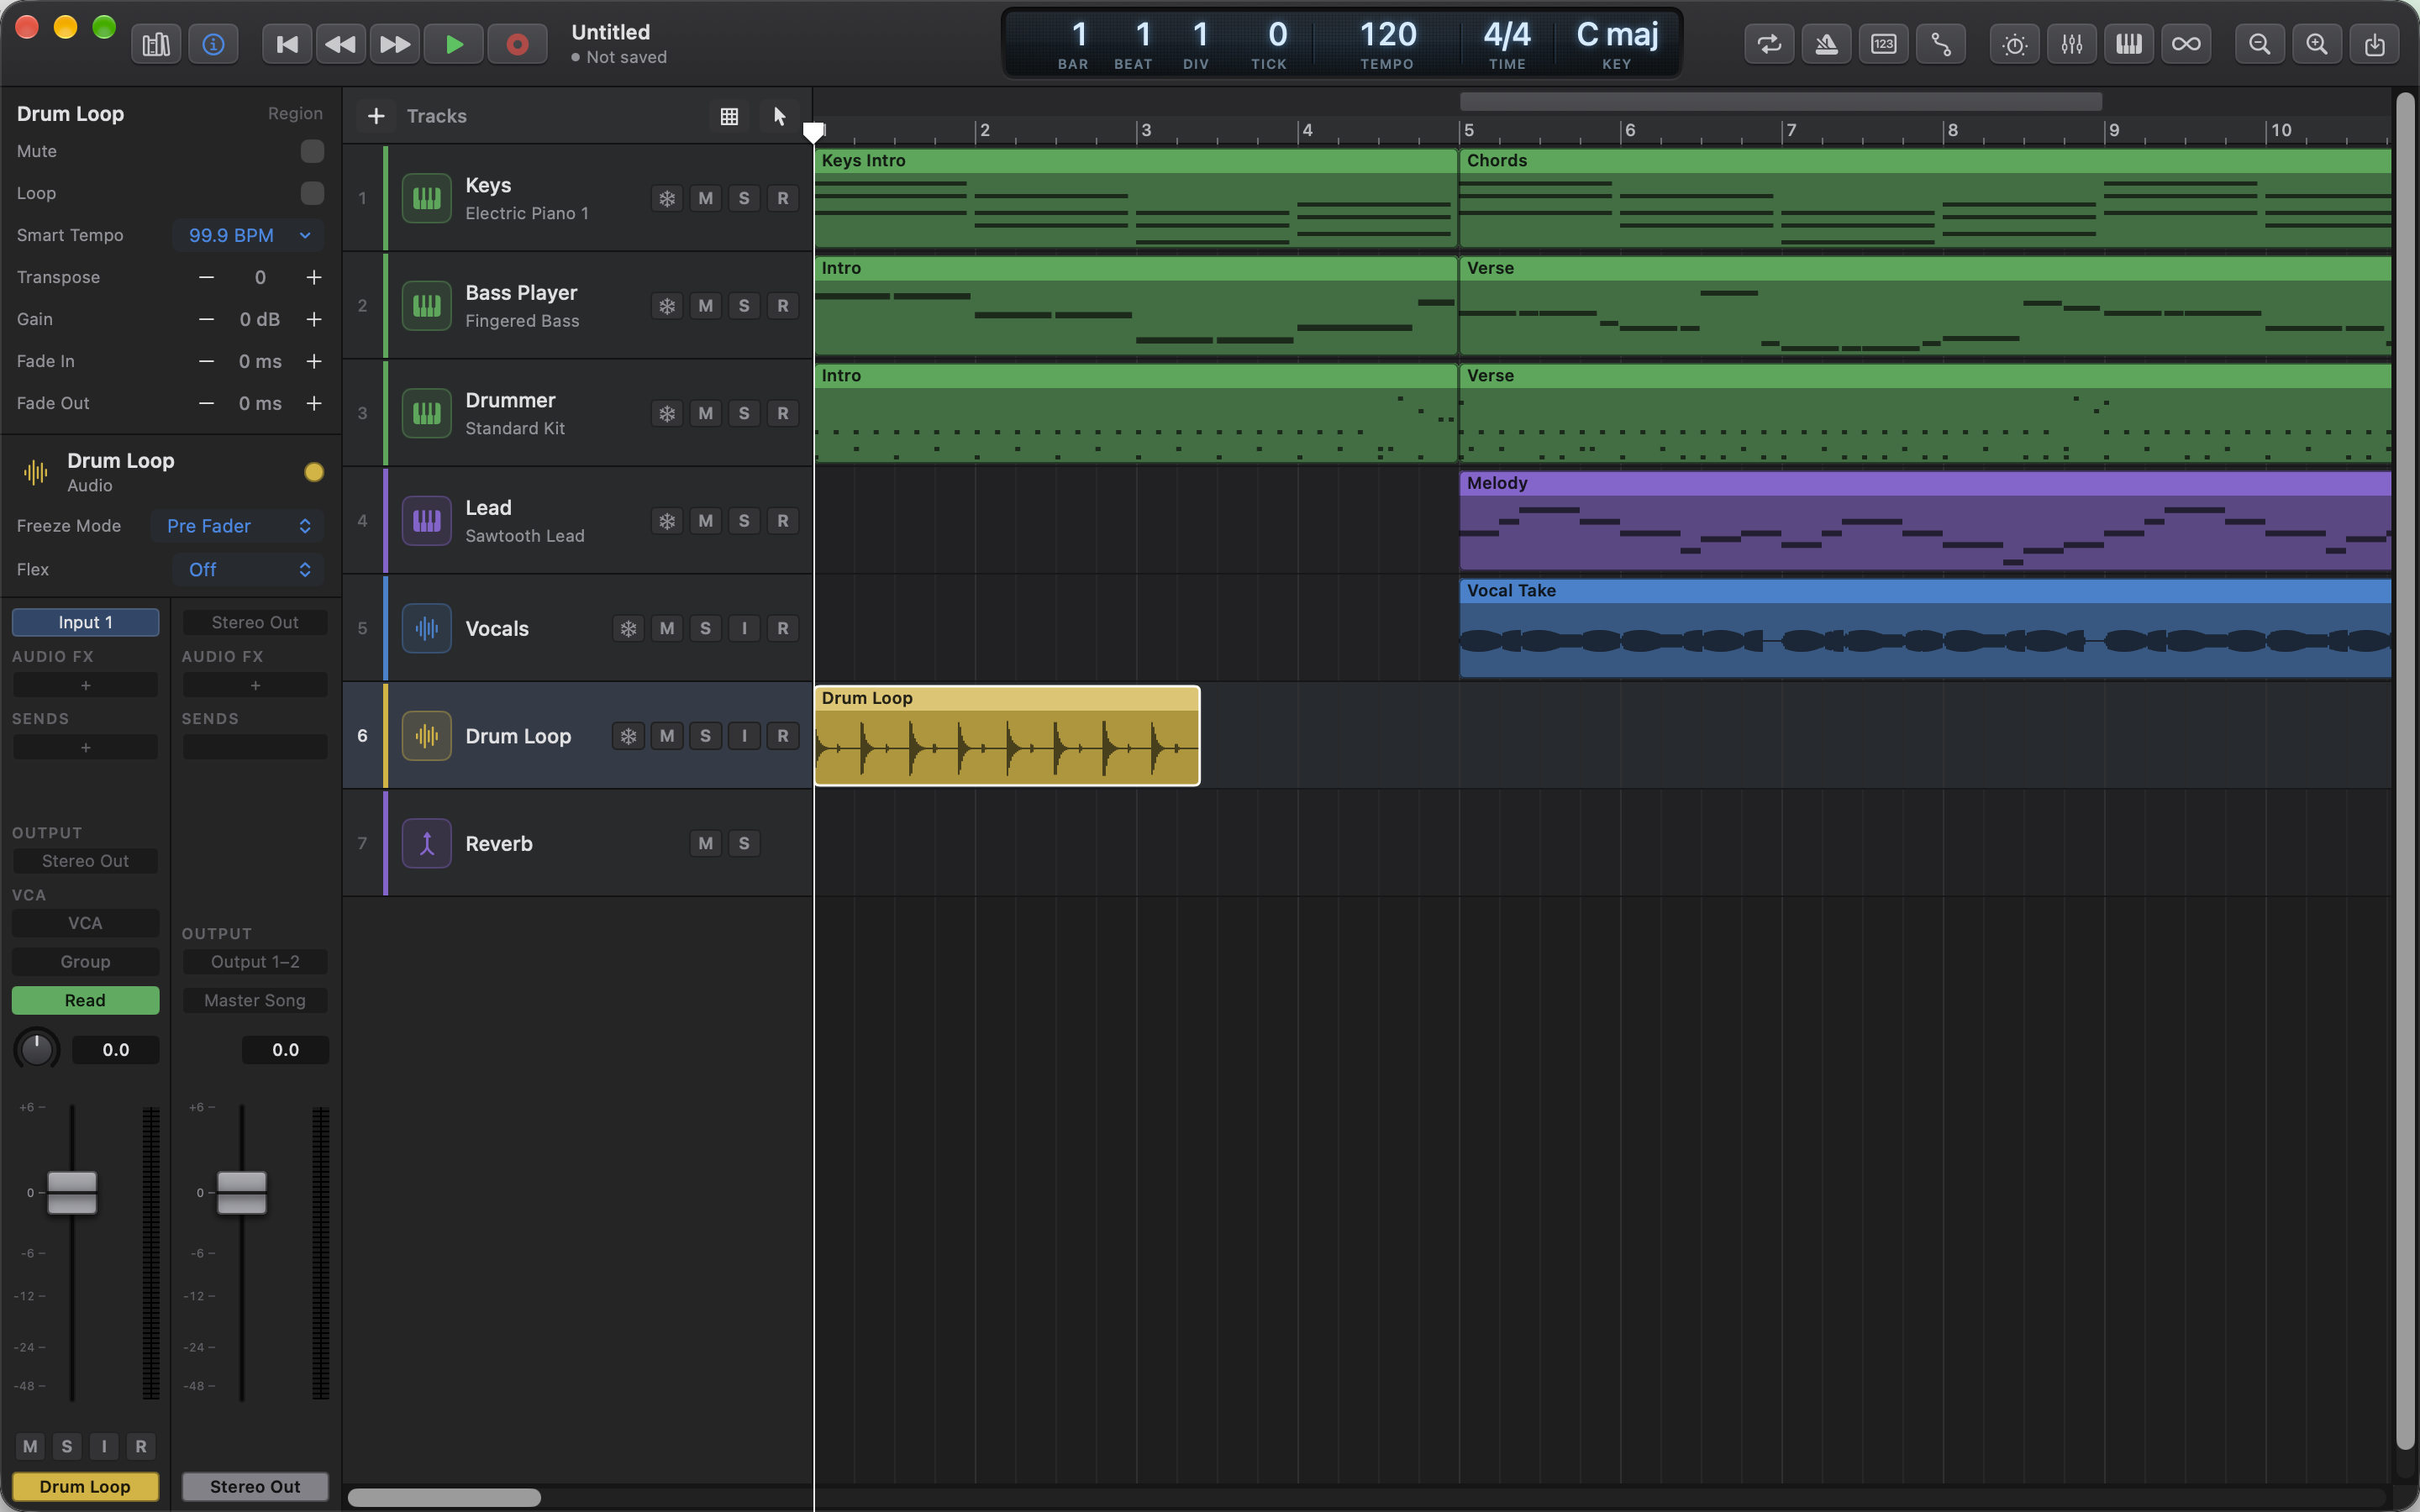 Untitled
Not saved
1 1 1 0 120 4/4 C maj
BAR BEAT DIV TICK TEMPO TIME KEY
123
Drum Loop Region
Mute
Loop
Smart Tempo 99.9 BPM
Transpose − 0 +
Gain − 0 dB +
Fade In − 0 ms +
Fade Out − 0 ms +
Drum Loop
Audio
Freeze Mode Pre Fader
Flex Off
Input 1 Stereo Out
AUDIO FX AUDIO FX
+ +
SENDS SENDS
+
OUTPUT
Stereo Out
VCA
VCA
OUTPUT
Group Output 1–2
Read Master Song
0.0 0.0
+6 +6
0 0
-6 -6
-12 -12
-24 -24
-48 -48
M S I R
Drum Loop Stereo Out
+ Tracks
2 3 4 5 6 7 8 9 10
1 Keys
Electric Piano 1
M S R
Keys Intro Chords
2 Bass Player
Fingered Bass
M S R
Intro Verse
3 Drummer
Standard Kit
M S R
Intro Verse
4 Lead
Sawtooth Lead
M S R
Melody
5 Vocals M S I R
Vocal Take
6 Drum Loop M S I R
Drum Loop
7 Reverb M S